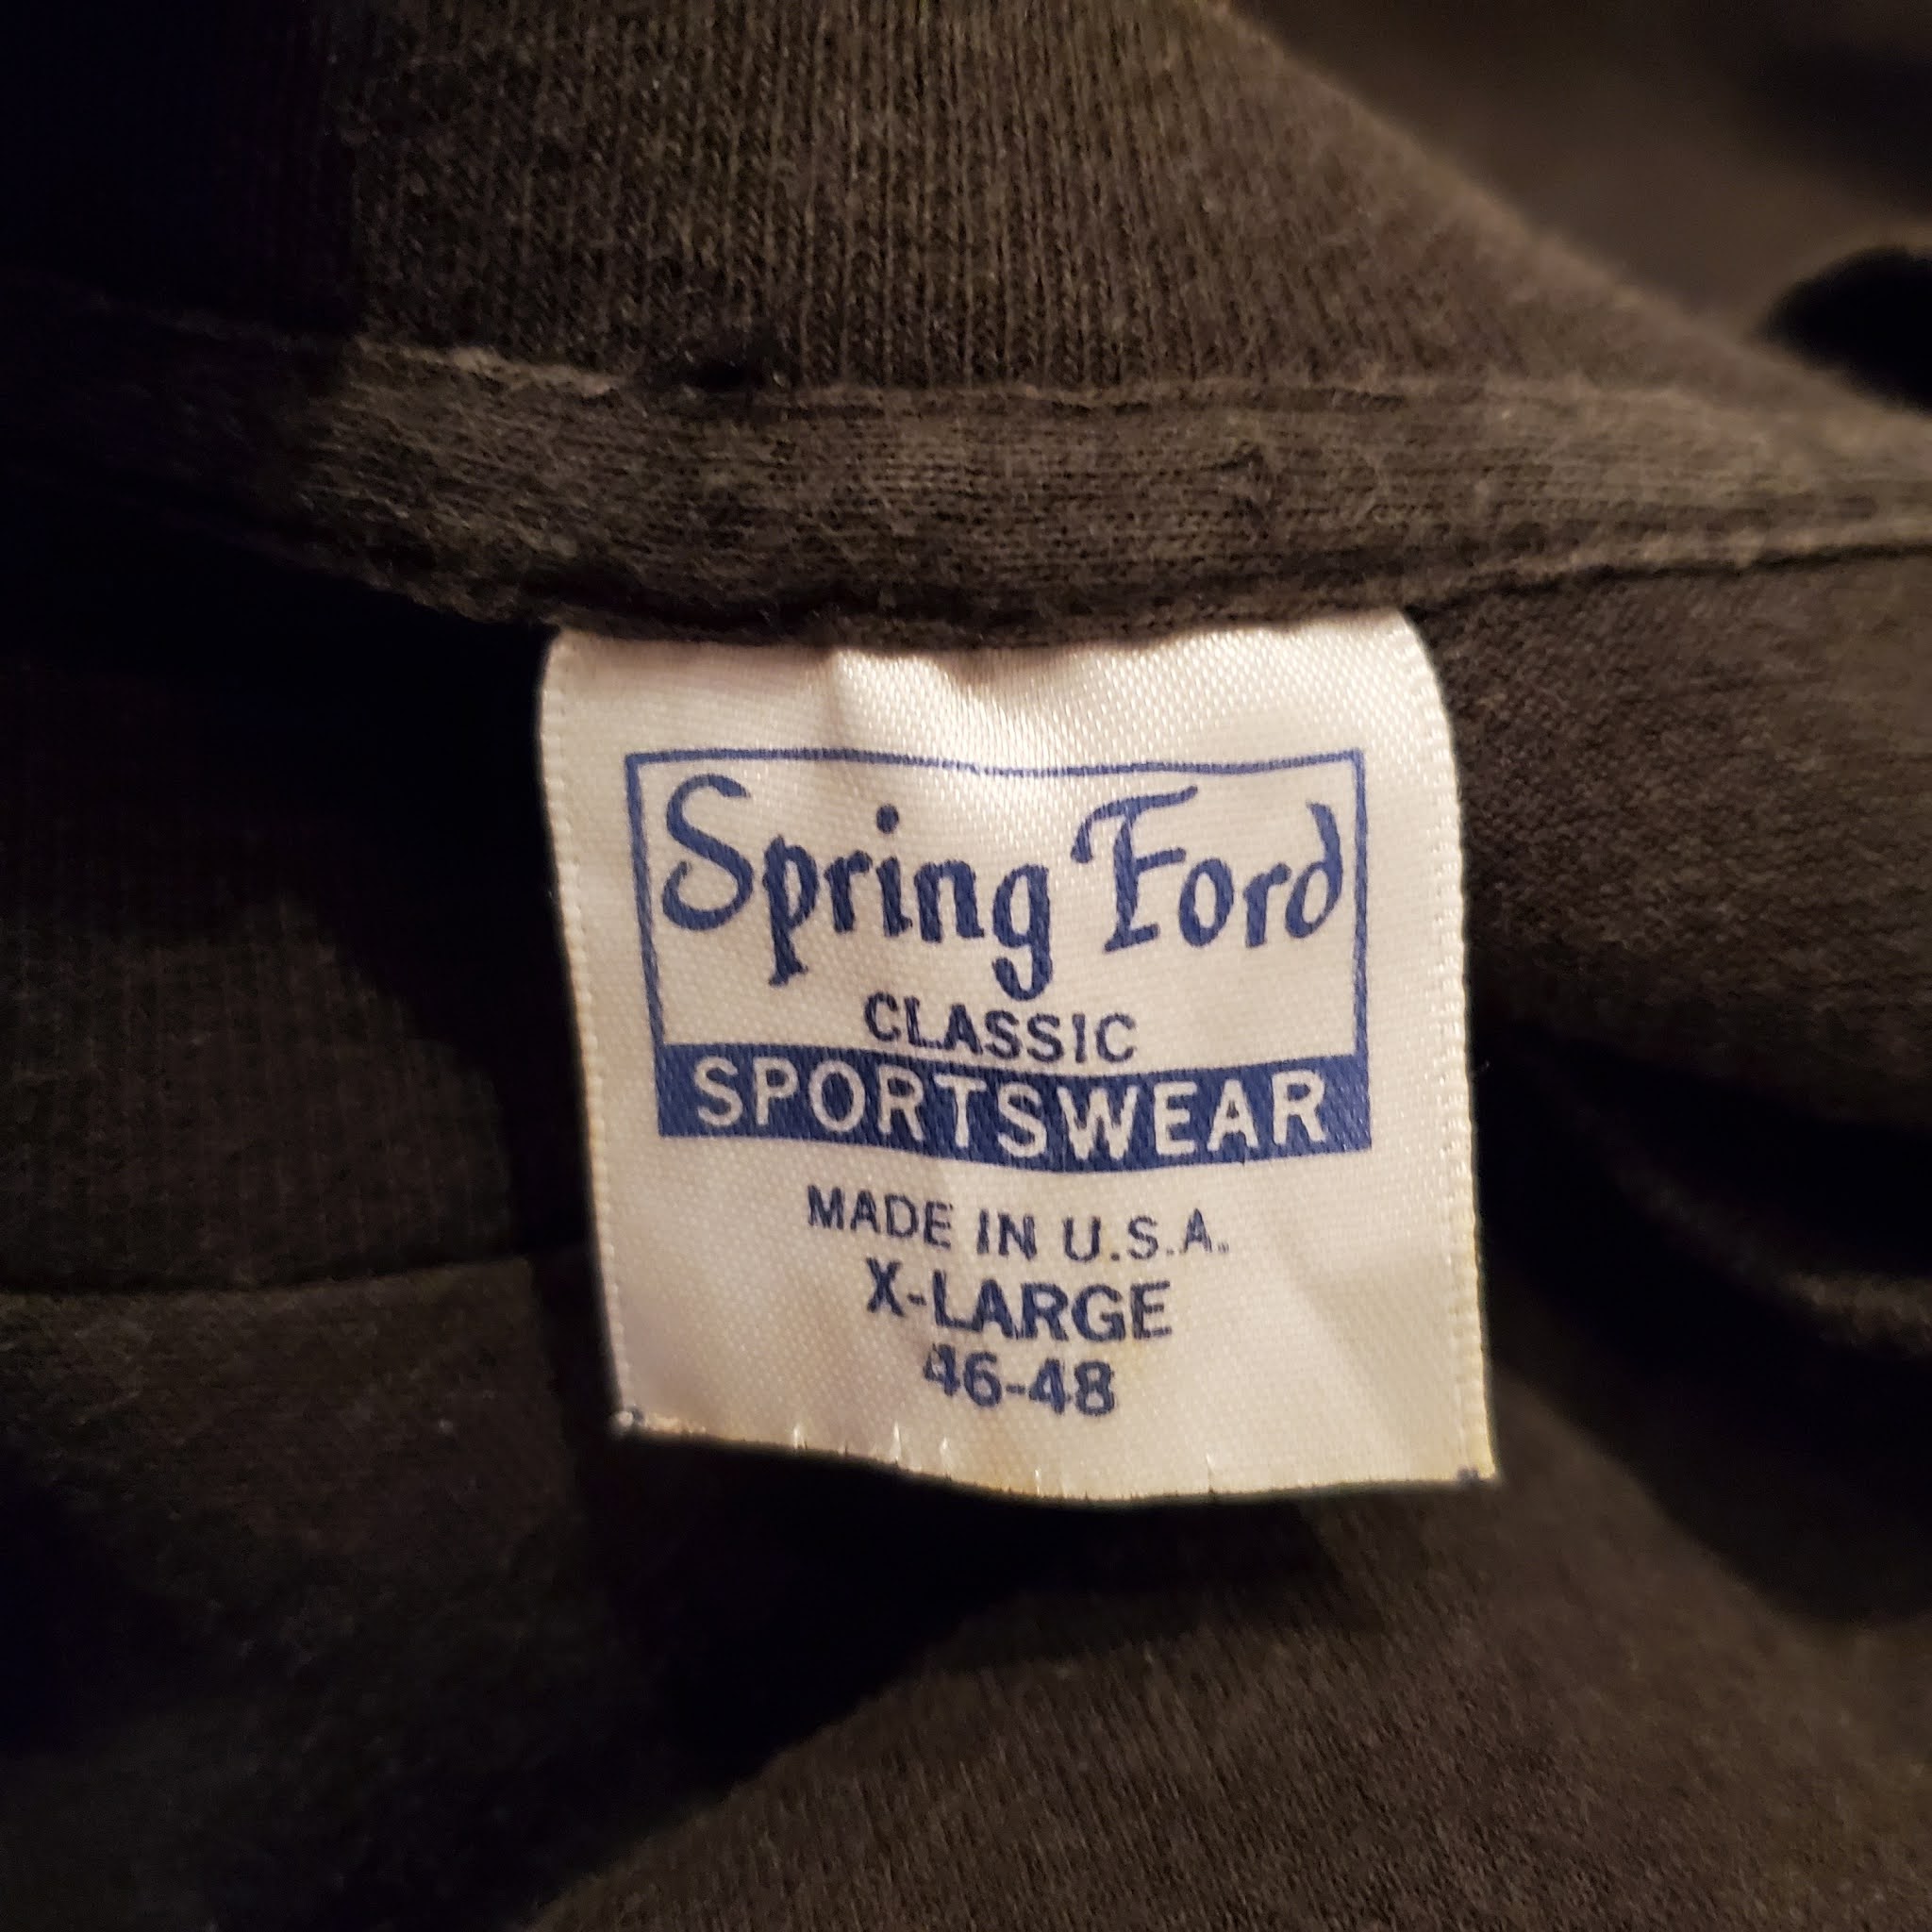 Spring Ford
CLASSIC
SPORTSWEAR
MADE IN U.S.A.
X-LARGE
46-48